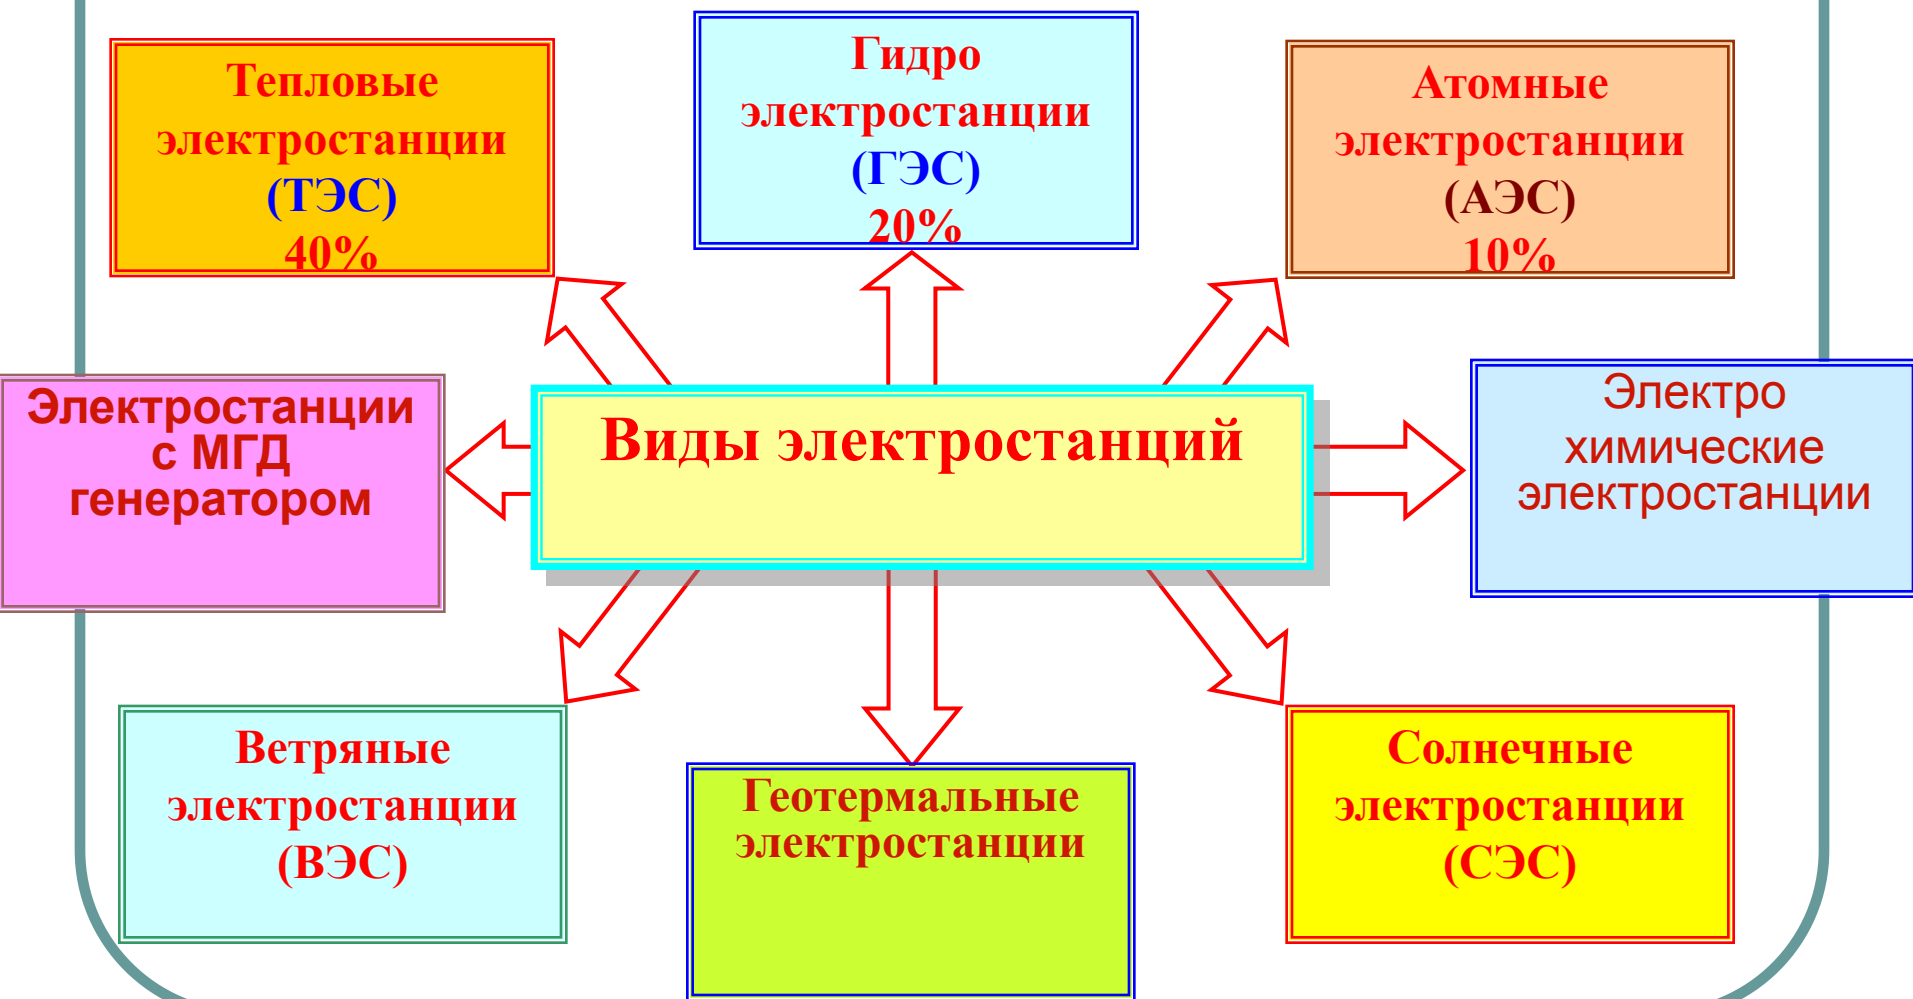 Тепловые
электростанции
(ТЭС)
40%
Гидро
электростанции
(ГЭС)
20%
Атомные
электростанции
(АЭС)
10%
Электростанции
с МГД
генератором
Виды электростанций
Электро
химические
электростанции
Ветряные
электростанции
(ВЭС)
Геотермальные
электростанции
Солнечные
электростанции
(СЭС)